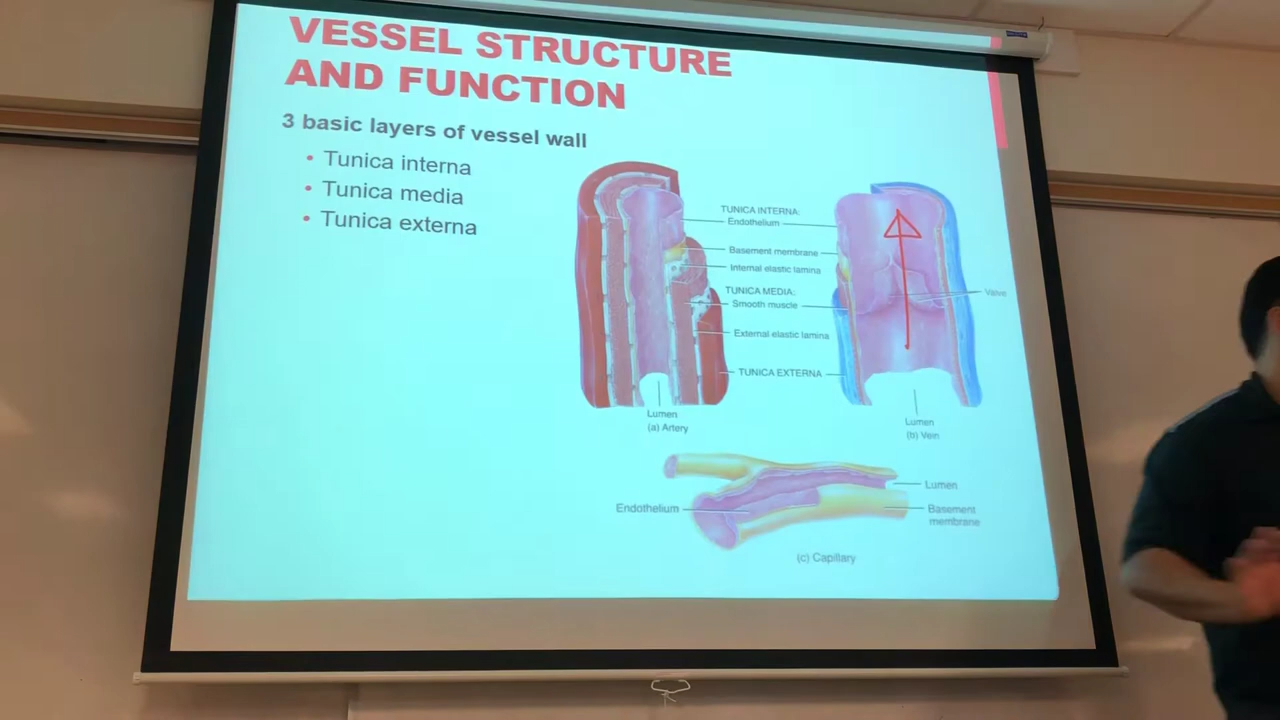 VESSEL STRUCTURE
AND FUNCTION
3 basic layers of vessel wall
• Tunica interna
• Tunica media
• Tunica externa
TUNICA INTERNA:
Endothelium
Basement membrane
Internal elastic lamina
TUNICA MEDIA:
Smooth muscle
External elastic lamina
TUNICA EXTERNA
Valve
Lumen
(a) Artery
Lumen
(b) Vein
Endothelium
Lumen
Basement
membrane
(c) Capillary